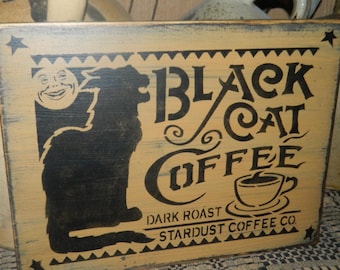 BLACK
CAT
COFFEE
DARK ROAST
STARDUST COFFEE CO.